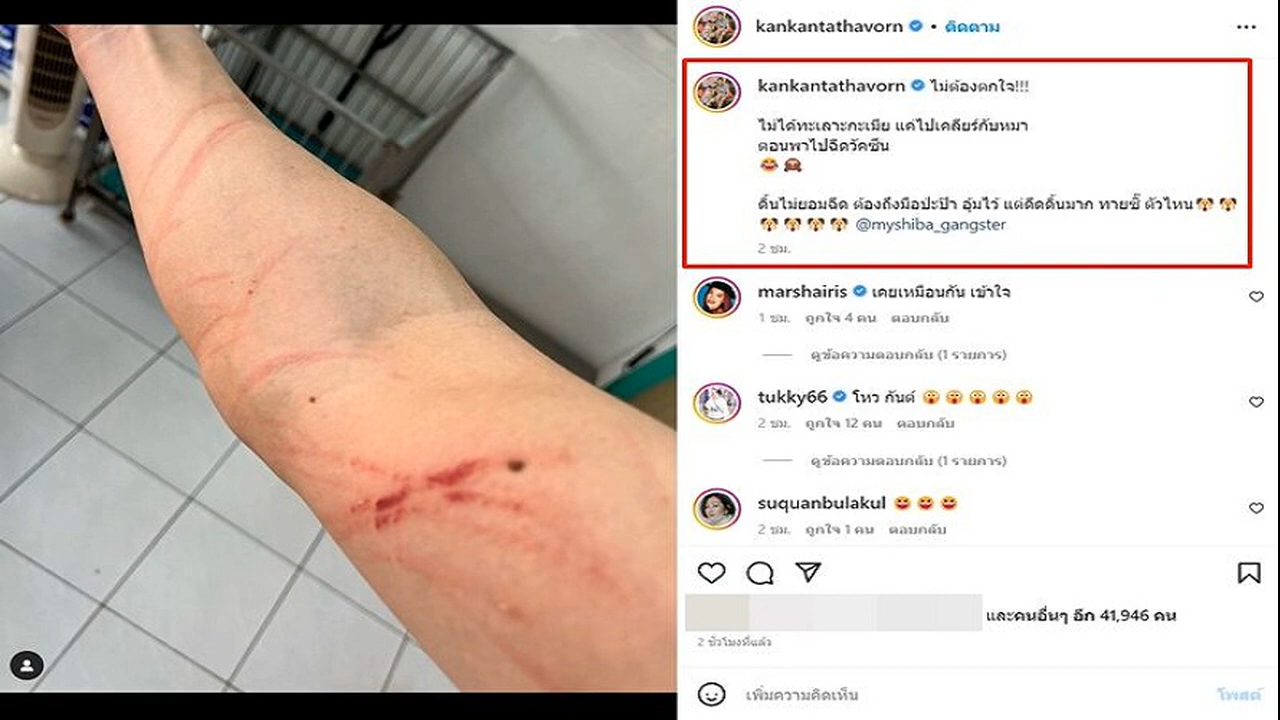 kankantathavorn • ติดตาม
kankantathavorn ไม่ต้องตกใจ!!!
ไม่ได้ทะเลาะกะเมีย แค่ไปเคลียร์กับหมา
ตอนพาไปฉีดวัคซีน
ดิ้นไม่ยอมฉีด ต้องถึงมือปะป๊า อุ้มไว้ แต่ดีดดิ้นมาก ทายซิ๊ ตัวไหน
@myshiba_gangster
2 ชม.
marshairis เคยเหมือนกัน เข้าใจ
1 ชม. ถูกใจ 4 คน ตอบกลับ
ดูข้อความตอบกลับ (1 รายการ)
tukky66 โหว กันต์
2 ชม. ถูกใจ 12 คน ตอบกลับ
ดูข้อความตอบกลับ (1 รายการ)
suquanbulakul
2 ชม. ถูกใจ 1 คน ตอบกลับ
และคนอื่นๆ อีก 41,946 คน
2 ชั่วโมงที่แล้ว
เพิ่มความคิดเห็น โพสต์